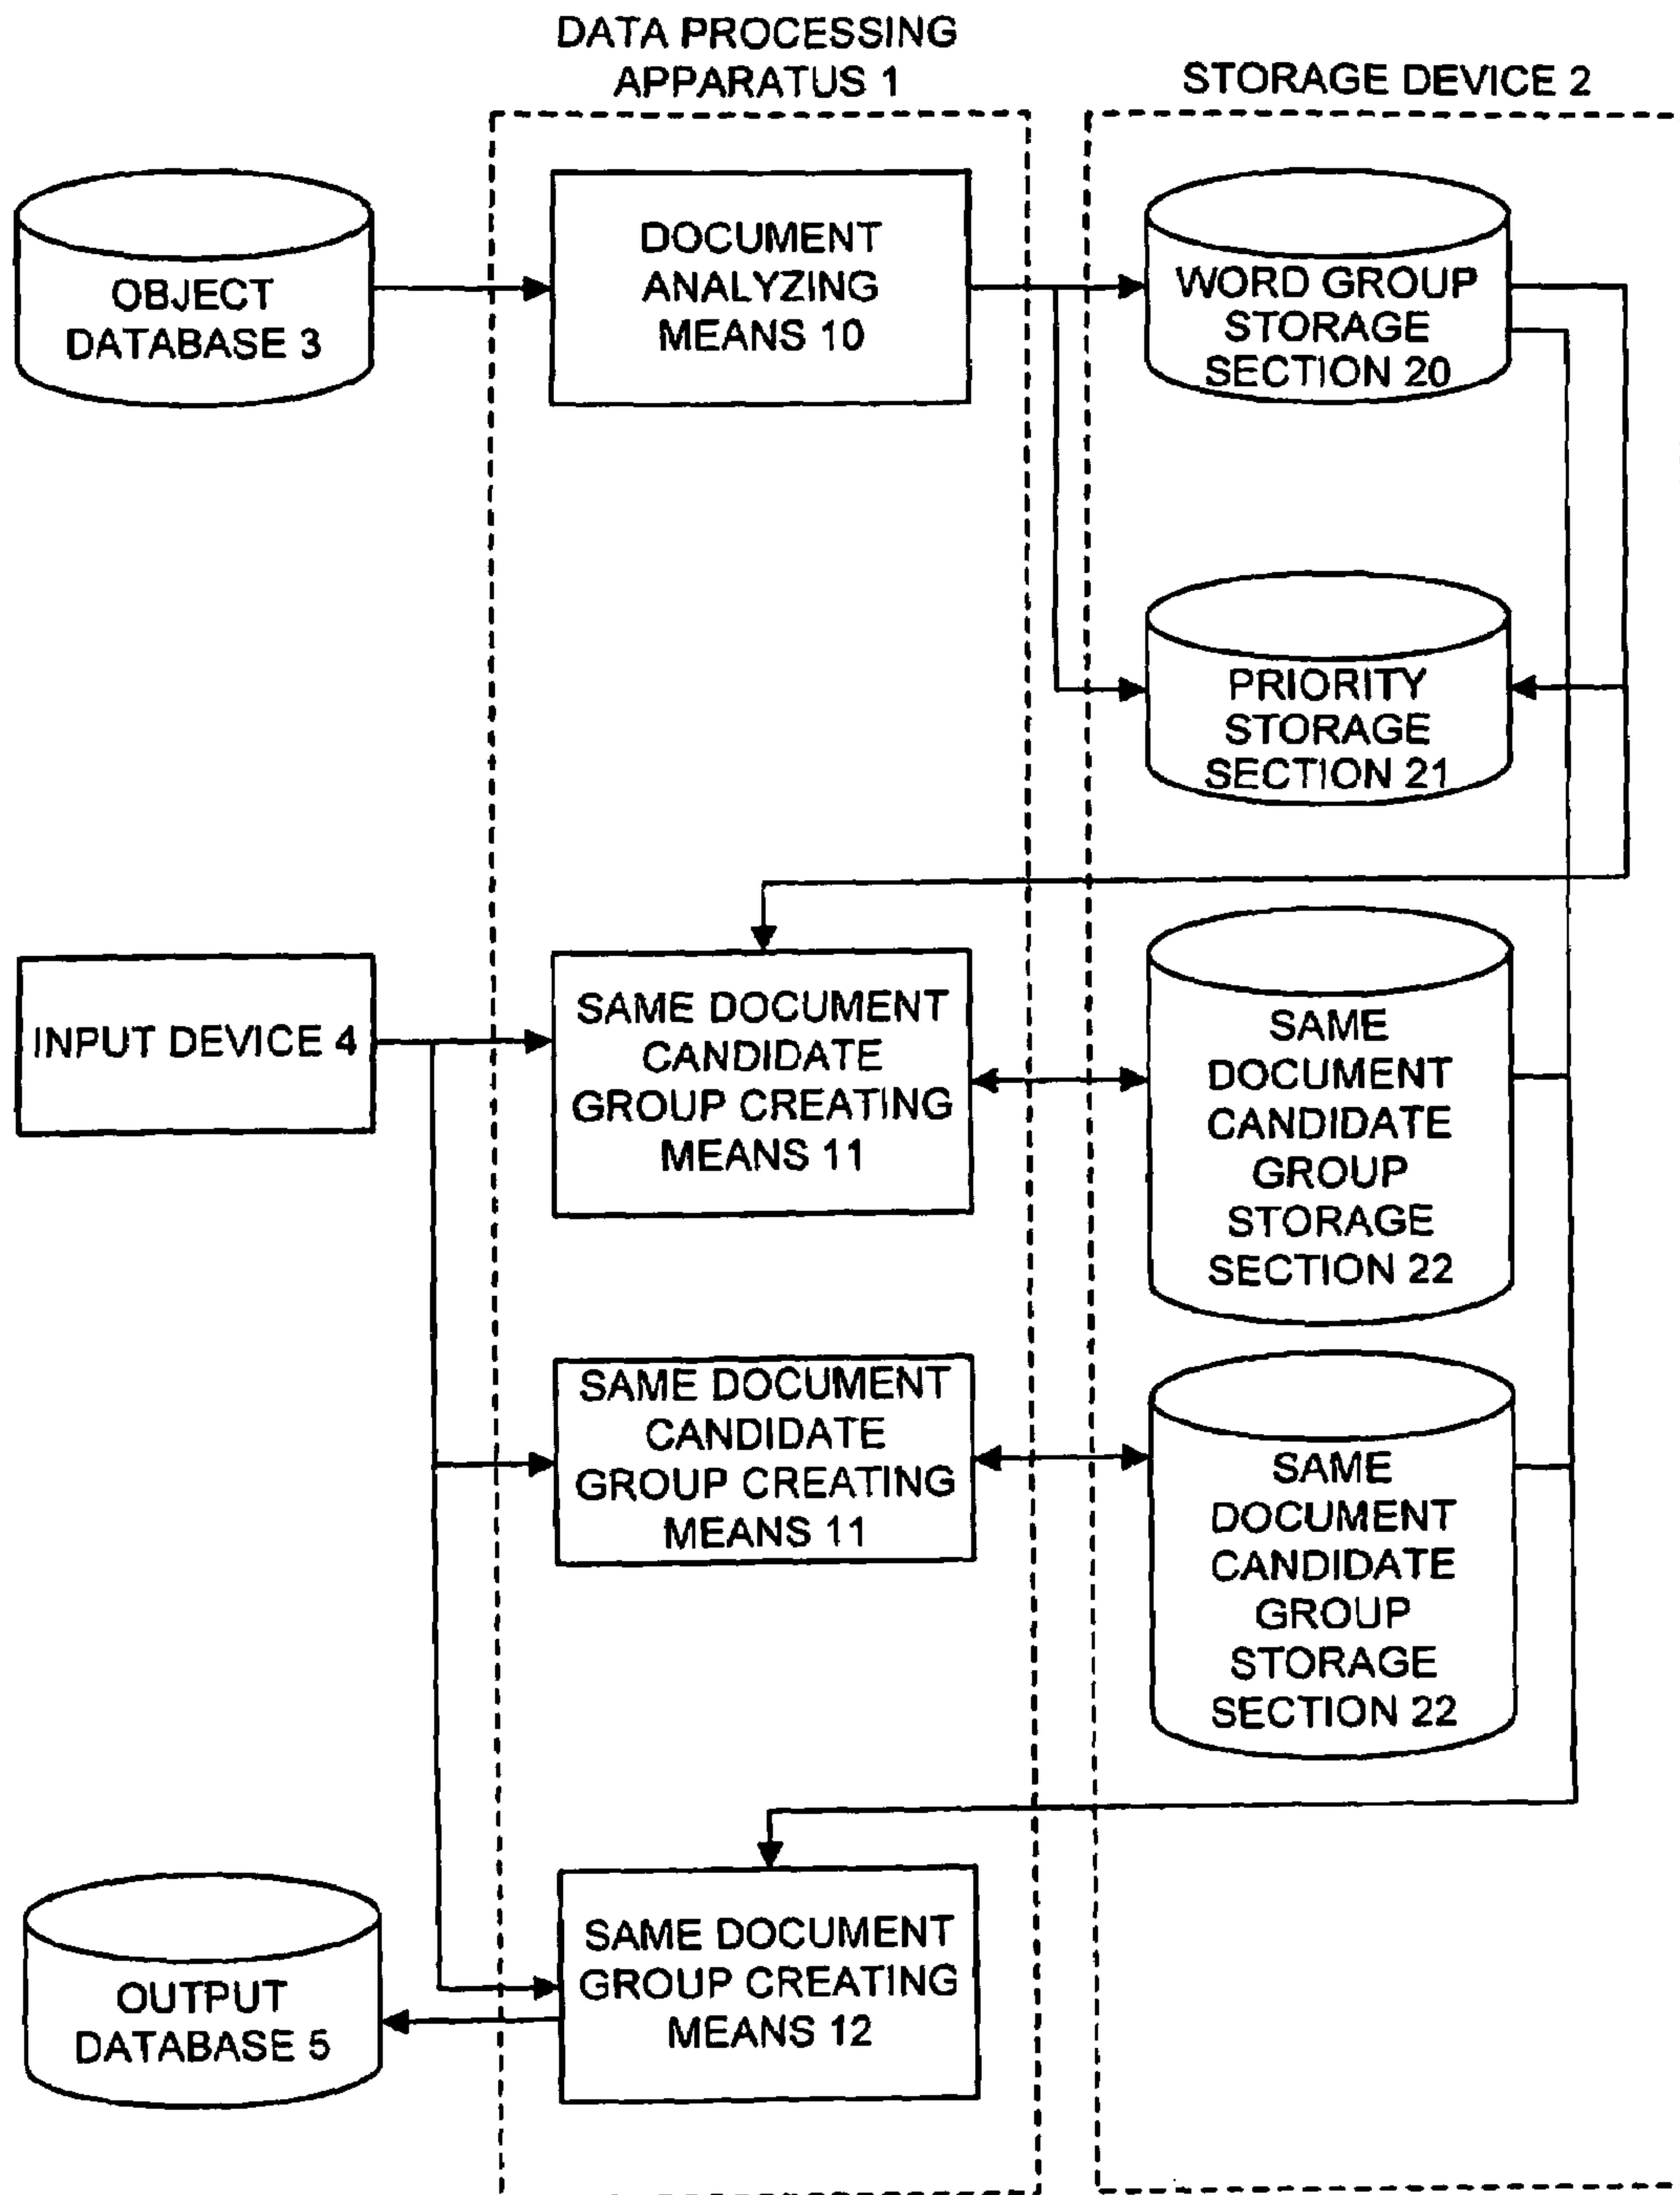 DATA PROCESSING
APPARATUS 1
STORAGE DEVICE 2
OBJECT
DATABASE 3
DOCUMENT
ANALYZING
MEANS 10
WORD GROUP
STORAGE
SECTION 20
PRIORITY
STORAGE
SECTION 21
INPUT DEVICE 4
SAME DOCUMENT
CANDIDATE
GROUP CREATING
MEANS 11
SAME
DOCUMENT
CANDIDATE
GROUP
STORAGE
SECTION 22
SAME DOCUMENT
CANDIDATE
GROUP CREATING
MEANS 11
SAME
DOCUMENT
CANDIDATE
GROUP
STORAGE
SECTION 22
OUTPUT
DATABASE 5
SAME DOCUMENT
GROUP CREATING
MEANS 12